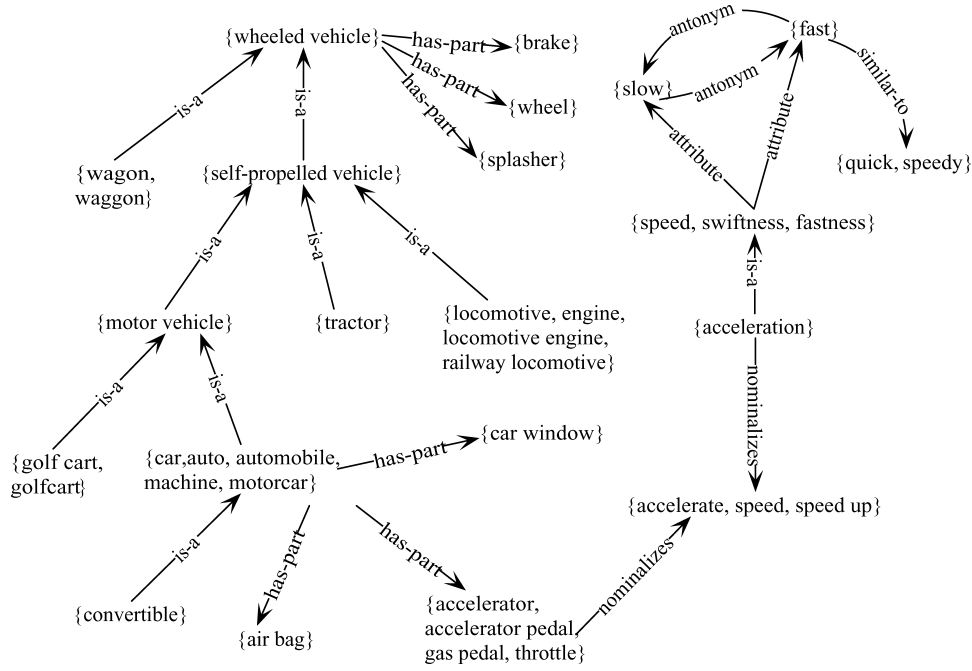 {wheeled vehicle}
has-part
{brake}
has-part
{wheel}
has-part
{splasher}
is-a
is-a
{wagon,
waggon}
{self-propelled vehicle}
is-a
is-a
is-a
{motor vehicle}
{tractor}
{locomotive, engine,
locomotive engine,
railway locomotive}
is-a
is-a
{golf cart,
golfcart}
{car,auto, automobile,
machine, motorcar}
has-part
{car window}
is-a
has-part
has-part
{convertible}
{air bag}
{accelerator,
accelerator pedal,
gas pedal, throttle}
nominalizes
antonym
{fast}
{slow}
antonym
similar-to
{quick, speedy}
attribute
attribute
{speed, swiftness, fastness}
is-a
{acceleration}
nominalizes
{accelerate, speed, speed up}